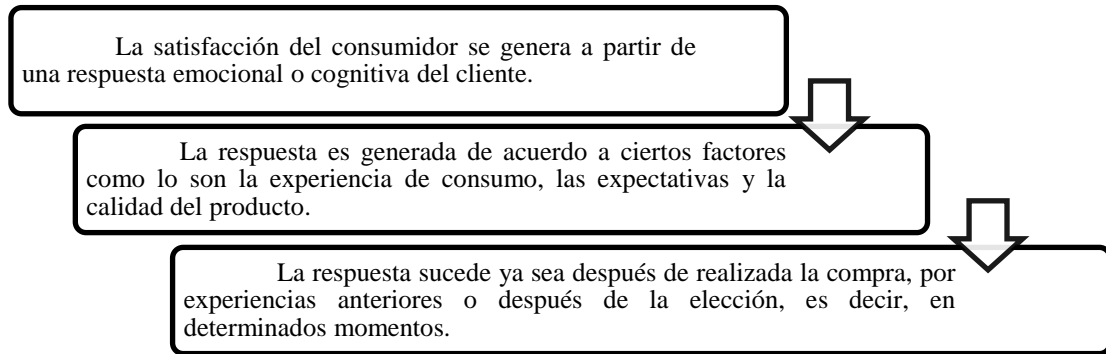 La satisfacción del consumidor se genera a partir de
una respuesta emocional o cognitiva del cliente.
La respuesta es generada de acuerdo a ciertos factores
como lo son la experiencia de consumo, las expectativas y la
calidad del producto.
La respuesta sucede ya sea después de realizada la compra, por
experiencias anteriores o después de la elección, es decir, en
determinados momentos.